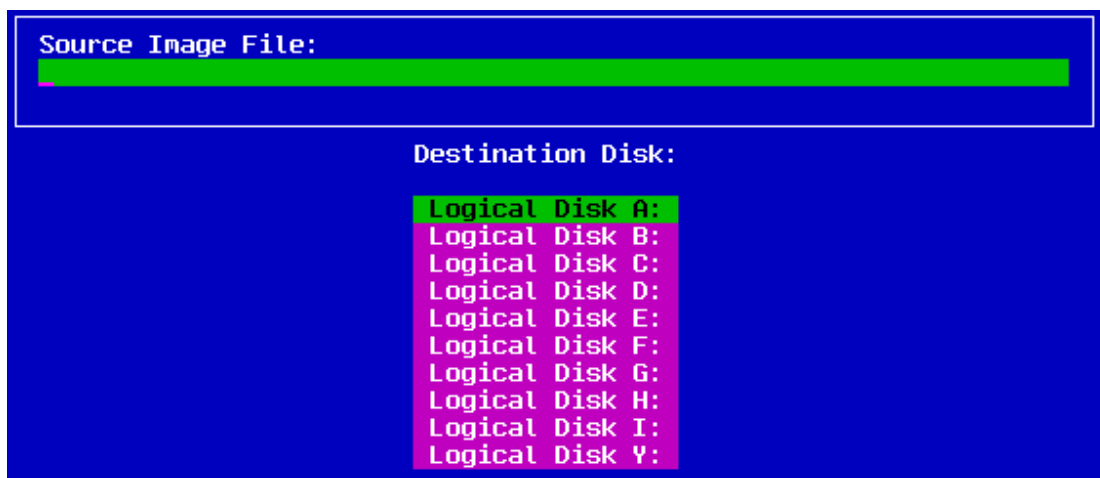 Source Image File:
Destination Disk:
Logical Disk A:
Logical Disk B:
Logical Disk C:
Logical Disk D:
Logical Disk E:
Logical Disk F:
Logical Disk G:
Logical Disk H:
Logical Disk I:
Logical Disk Y: